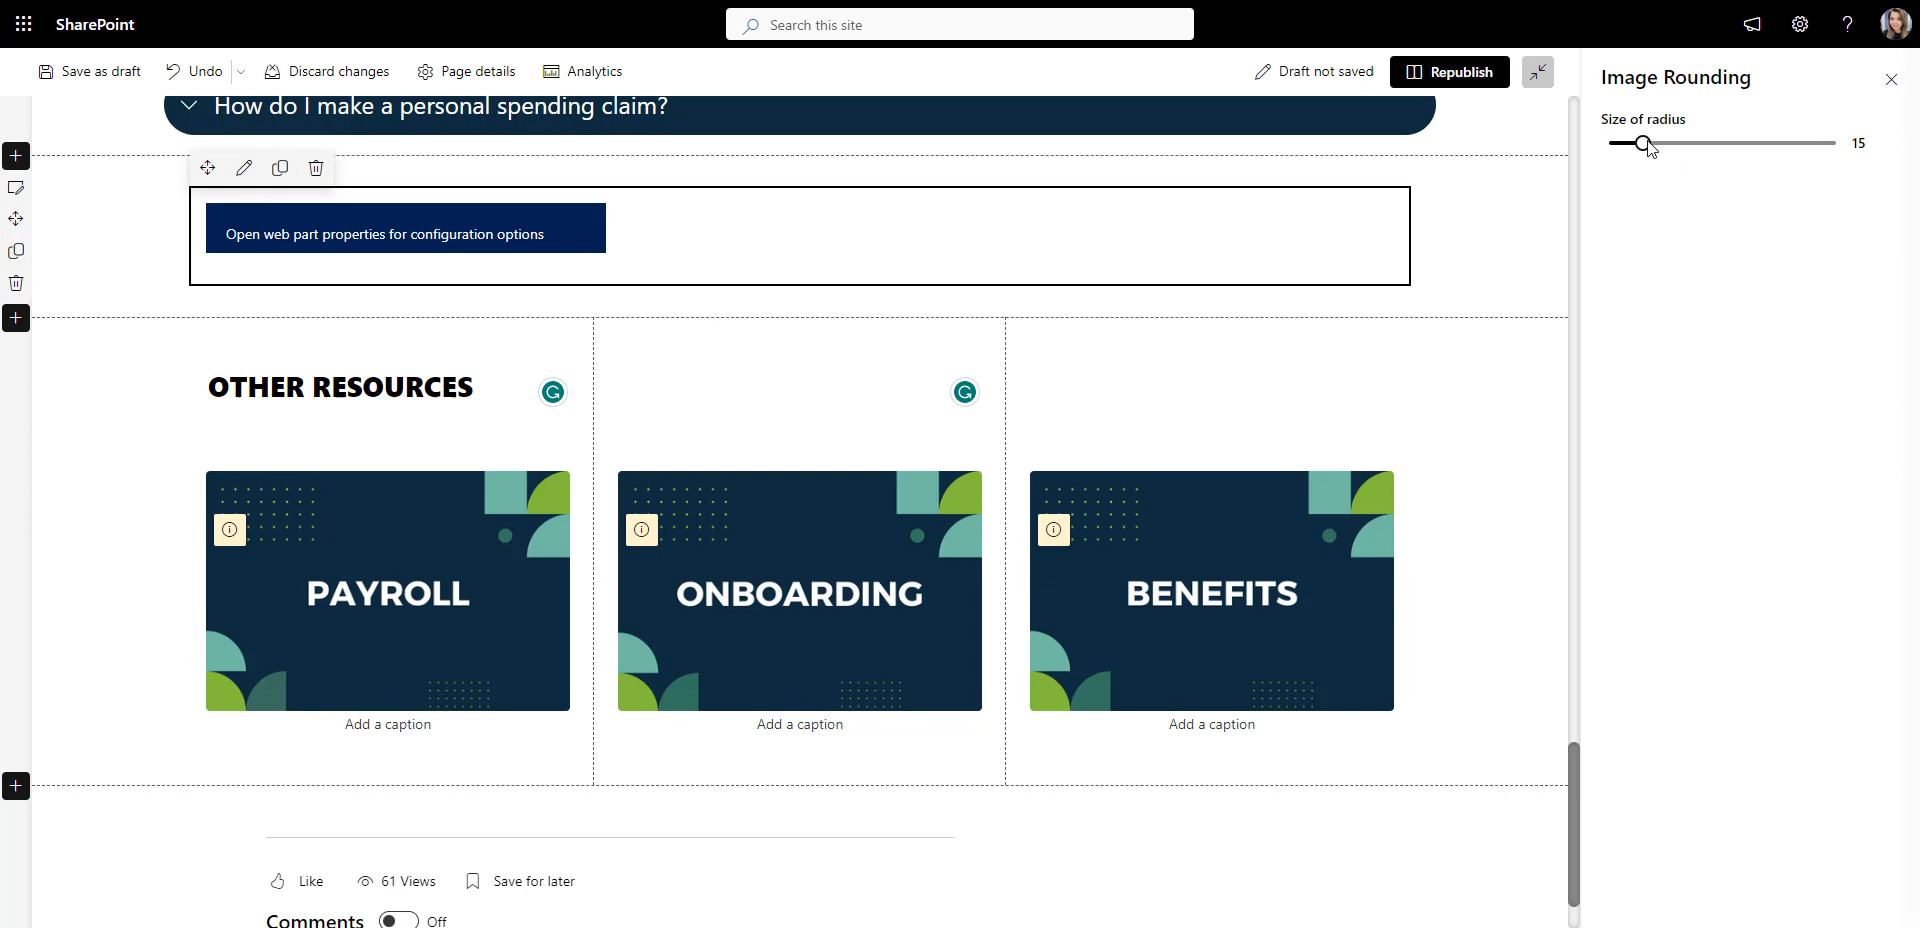 SharePoint
Search this site
Save as draft
Undo
Discard changes
Page details
Analytics
Draft not saved
Republish
Image Rounding
Size of radius
15
How do I make a personal spending claim?
Open web part properties for configuration options
OTHER RESOURCES
PAYROLL
ONBOARDING
BENEFITS
Add a caption
Add a caption
Add a caption
Like
61 Views
Save for later
Comments
Off